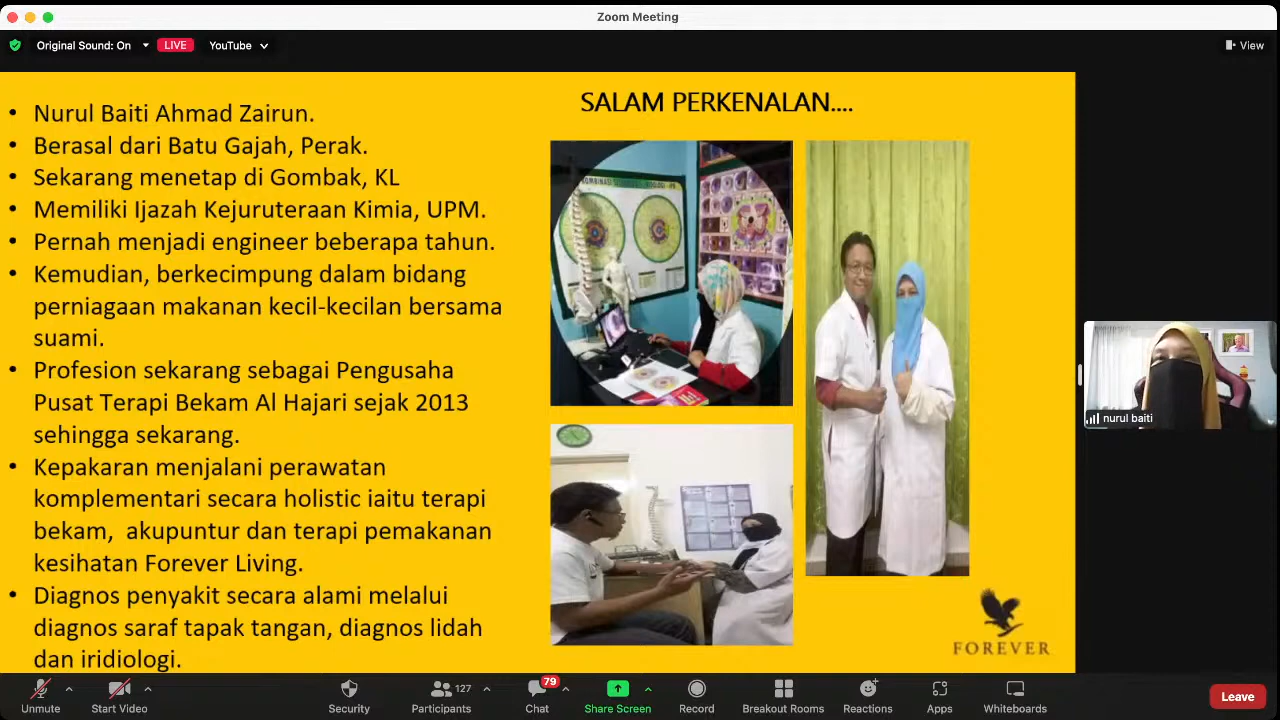 Zoom Meeting
Original Sound: On
LIVE
YouTube
View
SALAM PERKENALAN....
• Nurul Baiti Ahmad Zairun.
• Berasal dari Batu Gajah, Perak.
• Sekarang menetap di Gombak, KL
• Memiliki Ijazah Kejuruteraan Kimia, UPM.
• Pernah menjadi engineer beberapa tahun.
• Kemudian, berkecimpung dalam bidang
perniagaan makanan kecil-kecilan bersama
suami.
• Profesion sekarang sebagai Pengusaha
Pusat Terapi Bekam Al Hajari sejak 2013
sehingga sekarang.
• Kepakaran menjalani perawatan
komplementari secara holistic iaitu terapi
bekam, akupuntur dan terapi pemakanan
kesihatan Forever Living.
• Diagnos penyakit secara alami melalui
diagnos saraf tapak tangan, diagnos lidah
dan iridiologi.
FOREVER
nurul baiti
Unmute
Start Video
Security
127
Participants
79
Chat
Share Screen
Record
Breakout Rooms
Reactions
Apps
Whiteboards
Leave